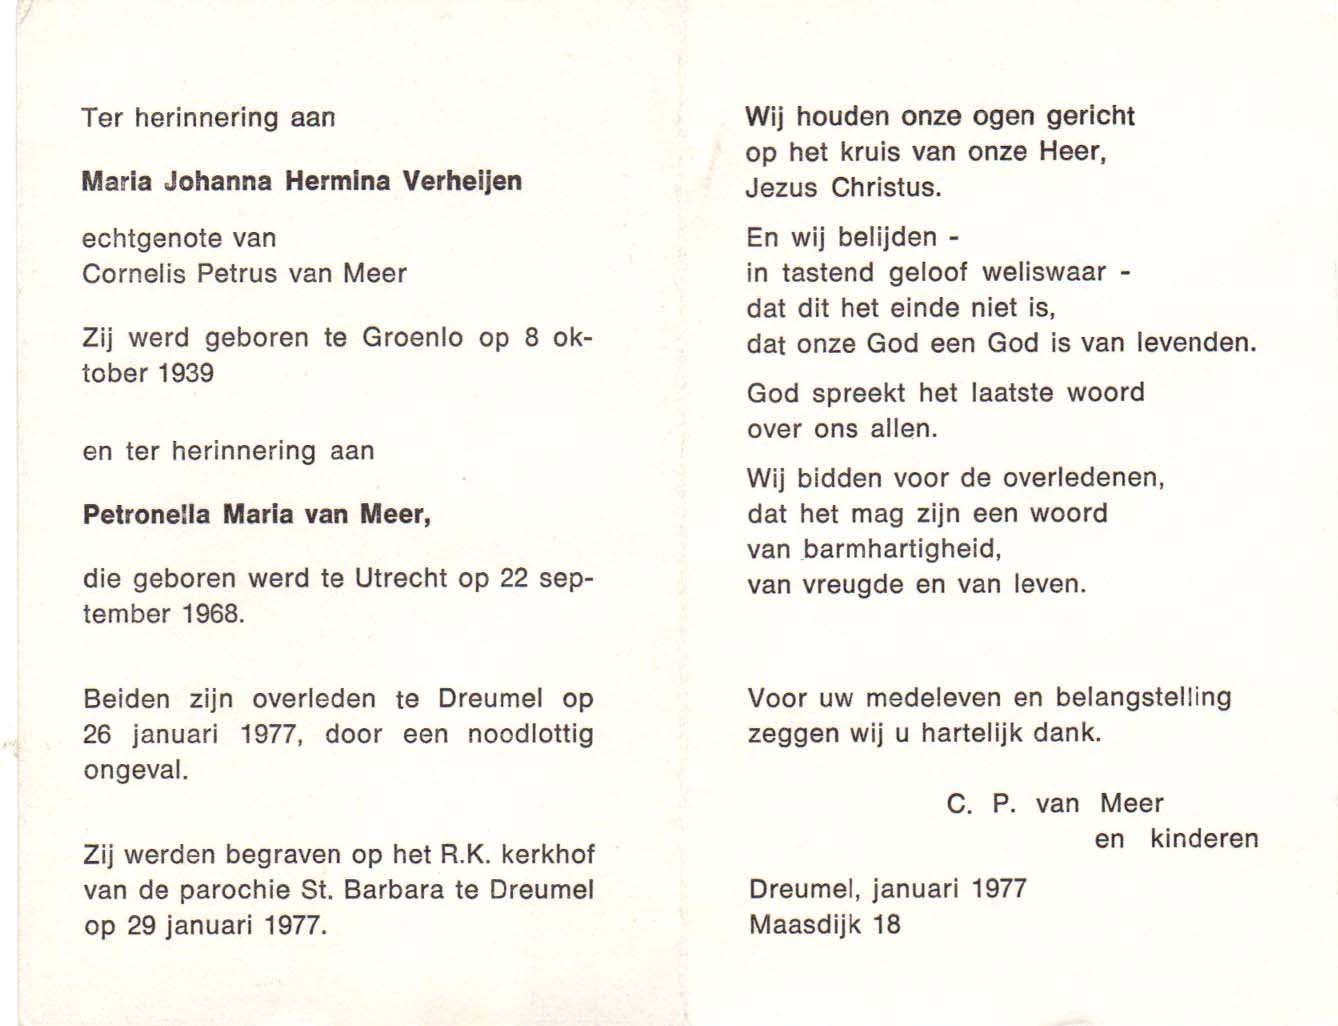 Ter herinnering aan
Maria Johanna Hermina Verheijen
echtgenote van
Cornelis Petrus van Meer
Zij werd geboren te Groenlo op 8 ok-
tober 1939
en ter herinnering aan
Petronella Maria van Meer,
die geboren werd te Utrecht op 22 sep-
tember 1968.
Beiden zijn overleden te Dreumel op
26 januari 1977, door een noodlottig
ongeval.
Zij werden begraven op het R.K. kerkhof
van de parochie St. Barbara te Dreumel
op 29 januari 1977.
Wij houden onze ogen gericht
op het kruis van onze Heer,
Jezus Christus.
En wij belijden -
in tastend geloof weliswaar -
dat dit het einde niet is,
dat onze God een God is van levenden.
God spreekt het laatste woord
over ons allen.
Wij bidden voor de overledenen,
dat het mag zijn een woord
van barmhartigheid,
van vreugde en van leven.
Voor uw medeleven en belangstelling
zeggen wij u hartelijk dank.
C. P. van Meer
en kinderen
Dreumel, januari 1977
Maasdijk 18